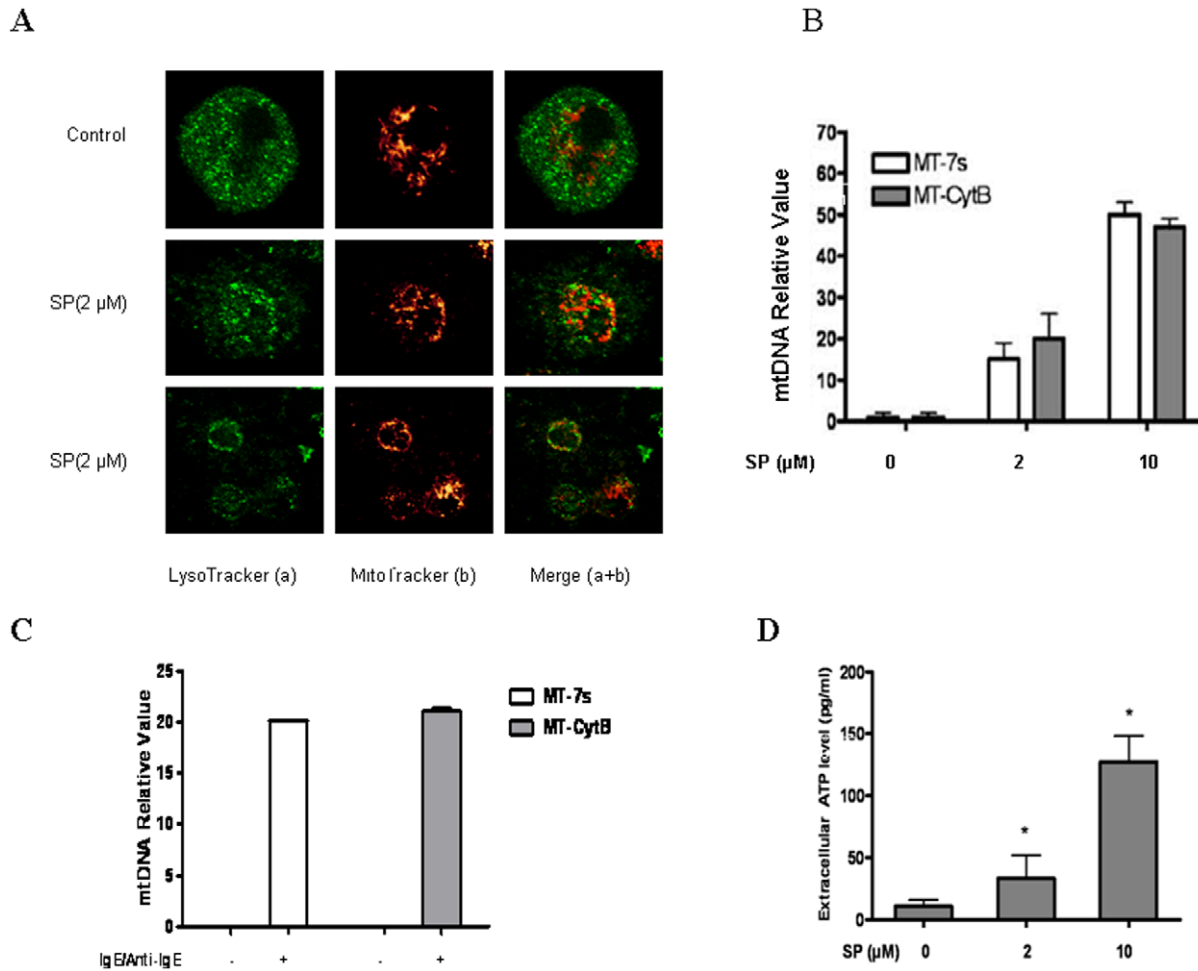 A
Control
SP(2 µM)
SP(2 µM)
LysoTracker (a) MitoTracker (b) Merge (a+b)
B
mtDNA Relative Value
70
60
50
40
30
20
10
0
MT-7s
MT-CytB
SP (µM) 0 2 10
C
mtDNA Relative Value
25
20
15
10
5
0
MT-7s
MT-CytB
IgE/Anti-IgE - + - +
D
Extracellular ATP level (pg/ml)
200
150
100
50
0
*
*
SP (µM) 0 2 10